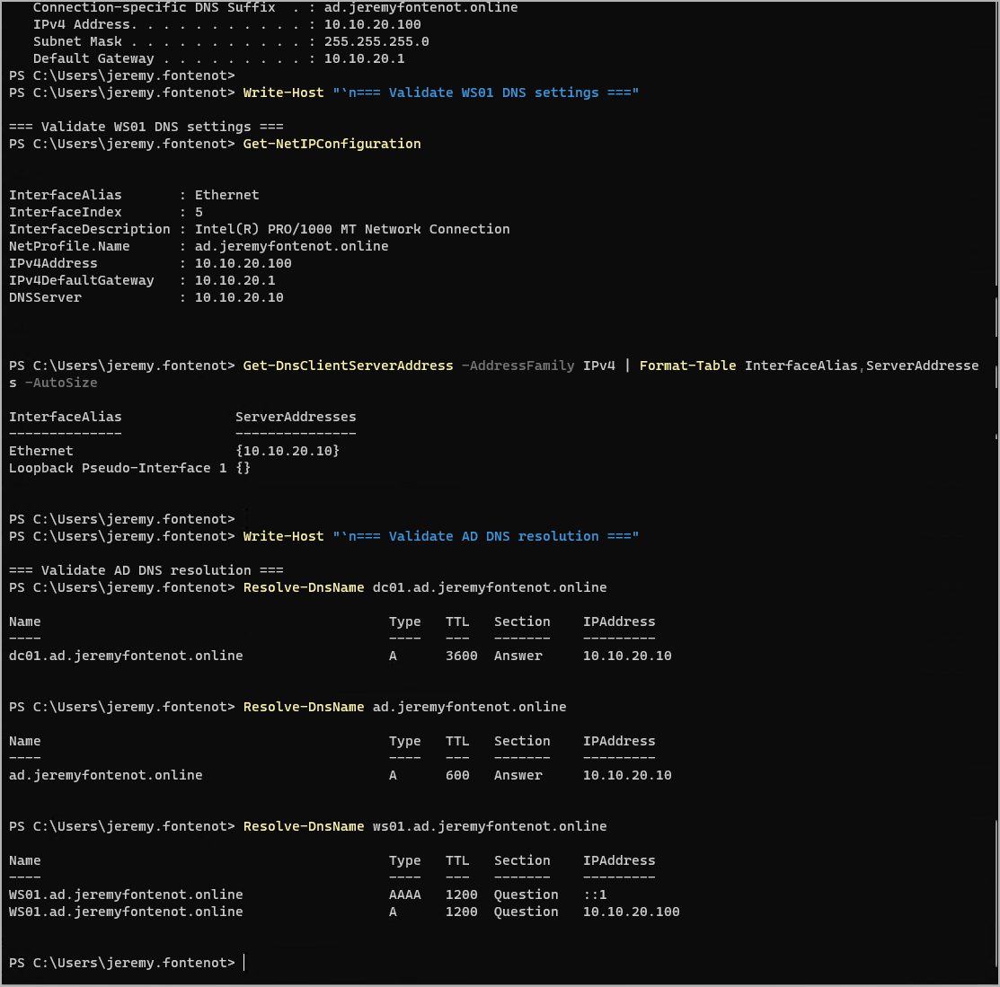 Connection-specific DNS Suffix  . : ad.jeremyfontenot.online
   IPv4 Address. . . . . . . . . . . : 10.10.20.100
   Subnet Mask . . . . . . . . . . . : 255.255.255.0
   Default Gateway . . . . . . . . . : 10.10.20.1
PS C:\Users\jeremy.fontenot>
PS C:\Users\jeremy.fontenot> Write-Host "`n=== Validate WS01 DNS settings ==="

=== Validate WS01 DNS settings ===
PS C:\Users\jeremy.fontenot> Get-NetIPConfiguration


InterfaceAlias       : Ethernet
InterfaceIndex       : 5
InterfaceDescription : Intel(R) PRO/1000 MT Network Connection
NetProfile.Name      : ad.jeremyfontenot.online
IPv4Address          : 10.10.20.100
IPv4DefaultGateway   : 10.10.20.1
DNSServer            : 10.10.20.10



PS C:\Users\jeremy.fontenot> Get-DnsClientServerAddress -AddressFamily IPv4 | Format-Table InterfaceAlias,ServerAddresse
s -AutoSize

InterfaceAlias              ServerAddresses
--------------              ---------------
Ethernet                    {10.10.20.10}
Loopback Pseudo-Interface 1 {}


PS C:\Users\jeremy.fontenot>
PS C:\Users\jeremy.fontenot> Write-Host "`n=== Validate AD DNS resolution ==="

=== Validate AD DNS resolution ===
PS C:\Users\jeremy.fontenot> Resolve-DnsName dc01.ad.jeremyfontenot.online

Name                                           Type   TTL   Section    IPAddress
----                                           ----   ---   -------    ---------
dc01.ad.jeremyfontenot.online                  A      3600  Answer     10.10.20.10


PS C:\Users\jeremy.fontenot> Resolve-DnsName ad.jeremyfontenot.online

Name                                           Type   TTL   Section    IPAddress
----                                           ----   ---   -------    ---------
ad.jeremyfontenot.online                       A      600   Answer     10.10.20.10


PS C:\Users\jeremy.fontenot> Resolve-DnsName ws01.ad.jeremyfontenot.online

Name                                           Type   TTL   Section    IPAddress
----                                           ----   ---   -------    ---------
WS01.ad.jeremyfontenot.online                  AAAA   1200  Question   ::1
WS01.ad.jeremyfontenot.online                  A      1200  Question   10.10.20.100


PS C:\Users\jeremy.fontenot>